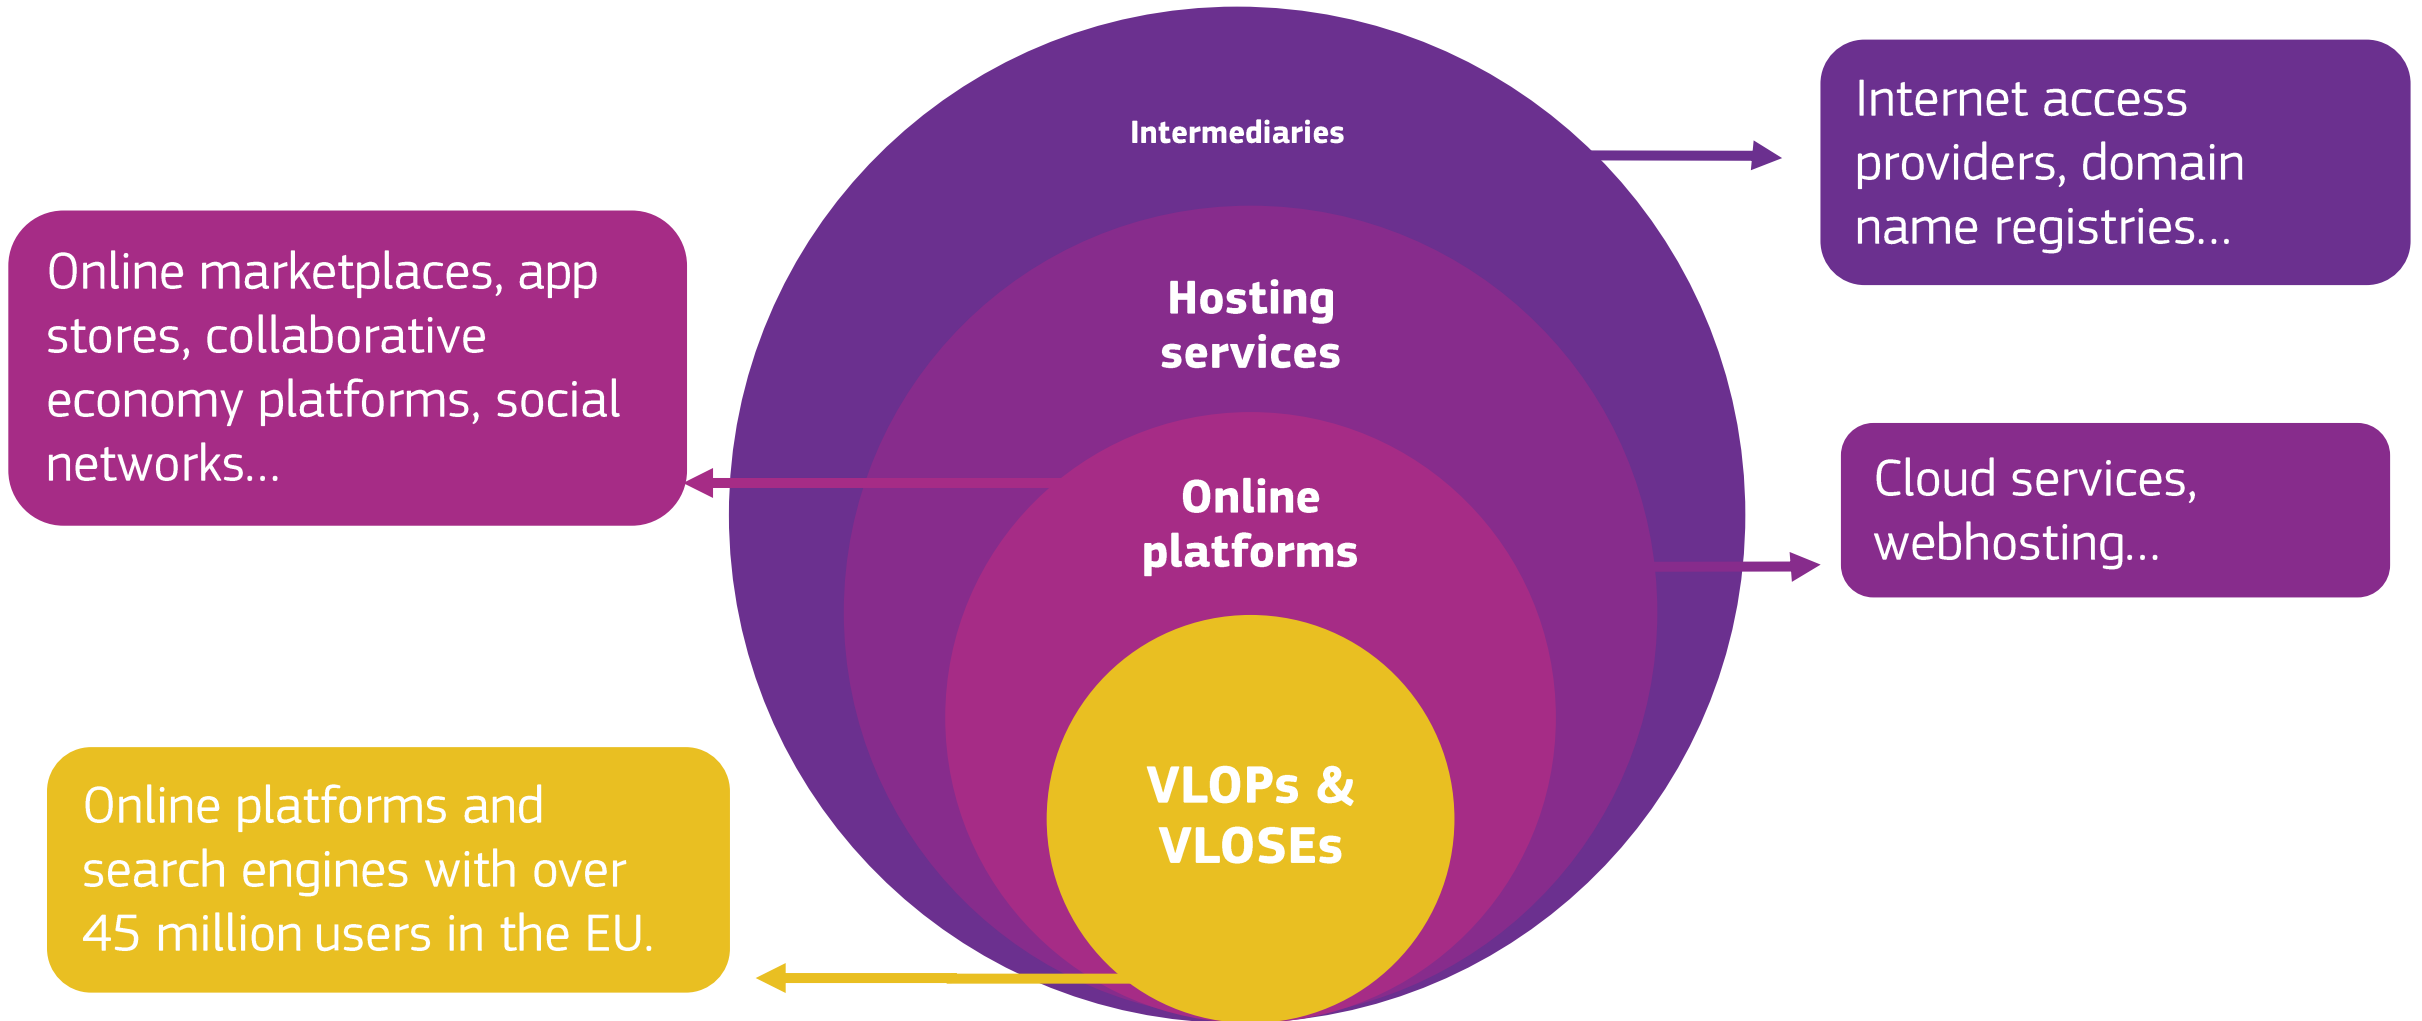 Intermediaries
Internet access
providers, domain
name registries...
Online marketplaces, app
stores, collaborative
economy platforms, social
networks...
Hosting
services
Online
platforms
Cloud services,
webhosting...
VLOPs &
VLOSEs
Online platforms and
search engines with over
45 million users in the EU.